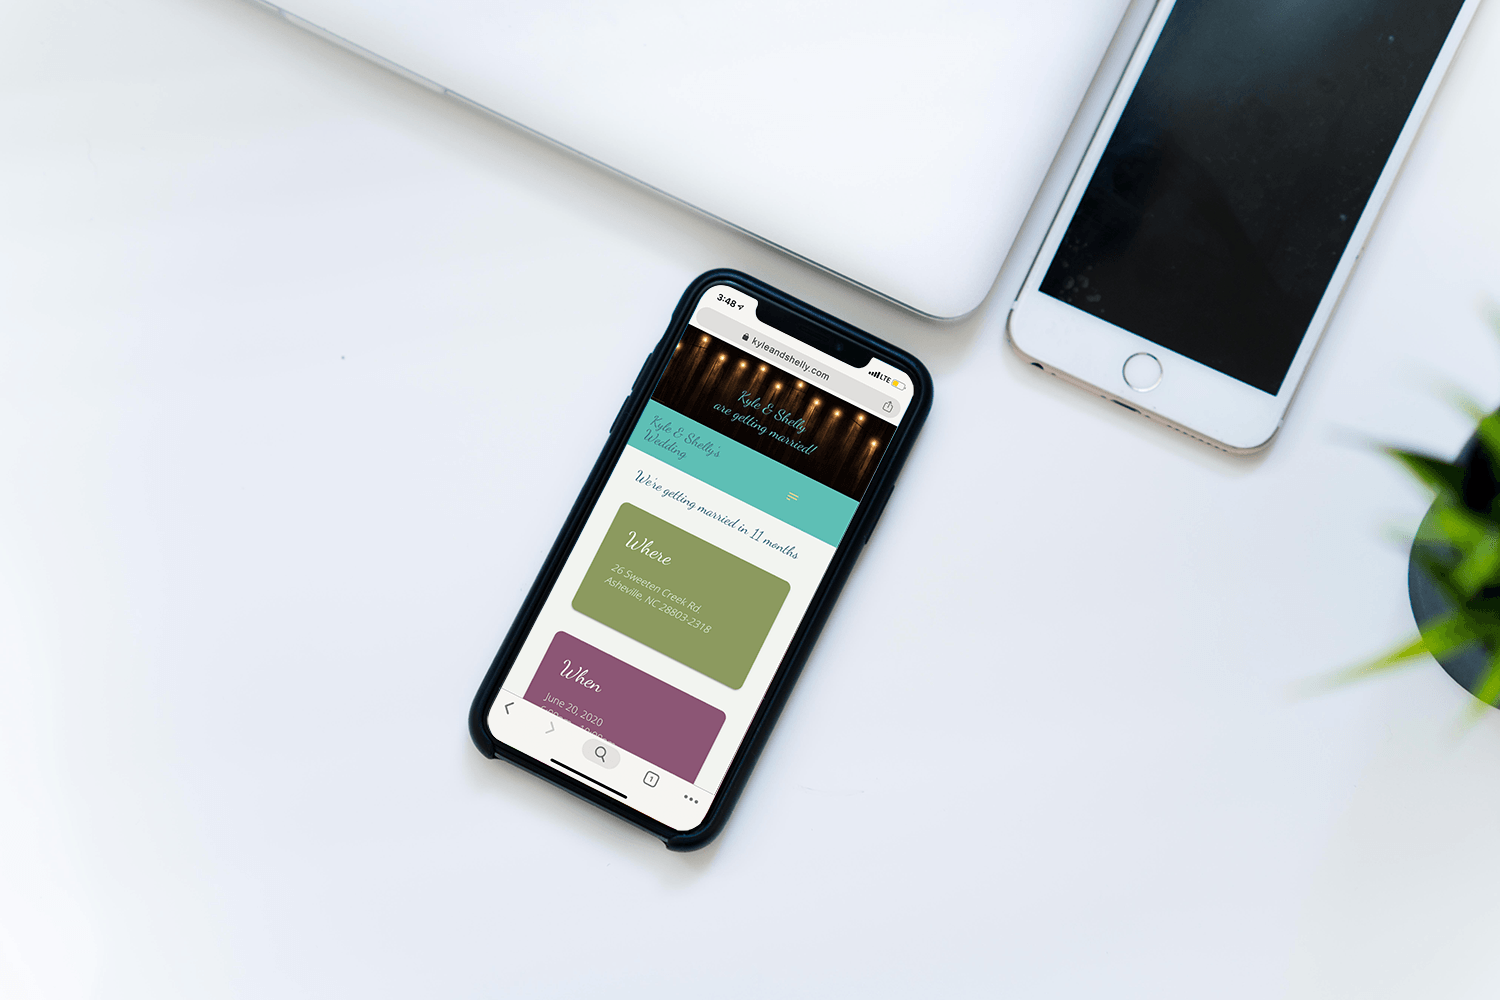 3:48
LTE
kyleandshelly.com
Kyle & Shelly
are getting married!
Kyle & Shelly's
Wedding
We're getting married in 11 months
Where
26 Sweeten Creek Rd
Asheville, NC 28803-2318
When
June 20, 2020
1